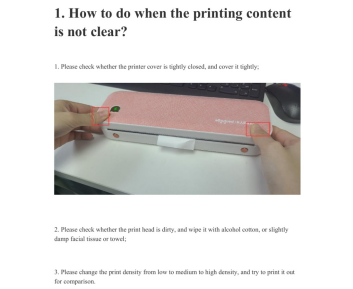 1. How to do when the printing content
is not clear?
1. Please check whether the printer cover is tightly closed, and cover it tightly;
2. Please check whether the print head is dirty, and wipe it with alcohol cotton, or slightly
damp facial tissue or towel;
3. Please change the print density from low to medium to high density, and try to print it out
for comparison.